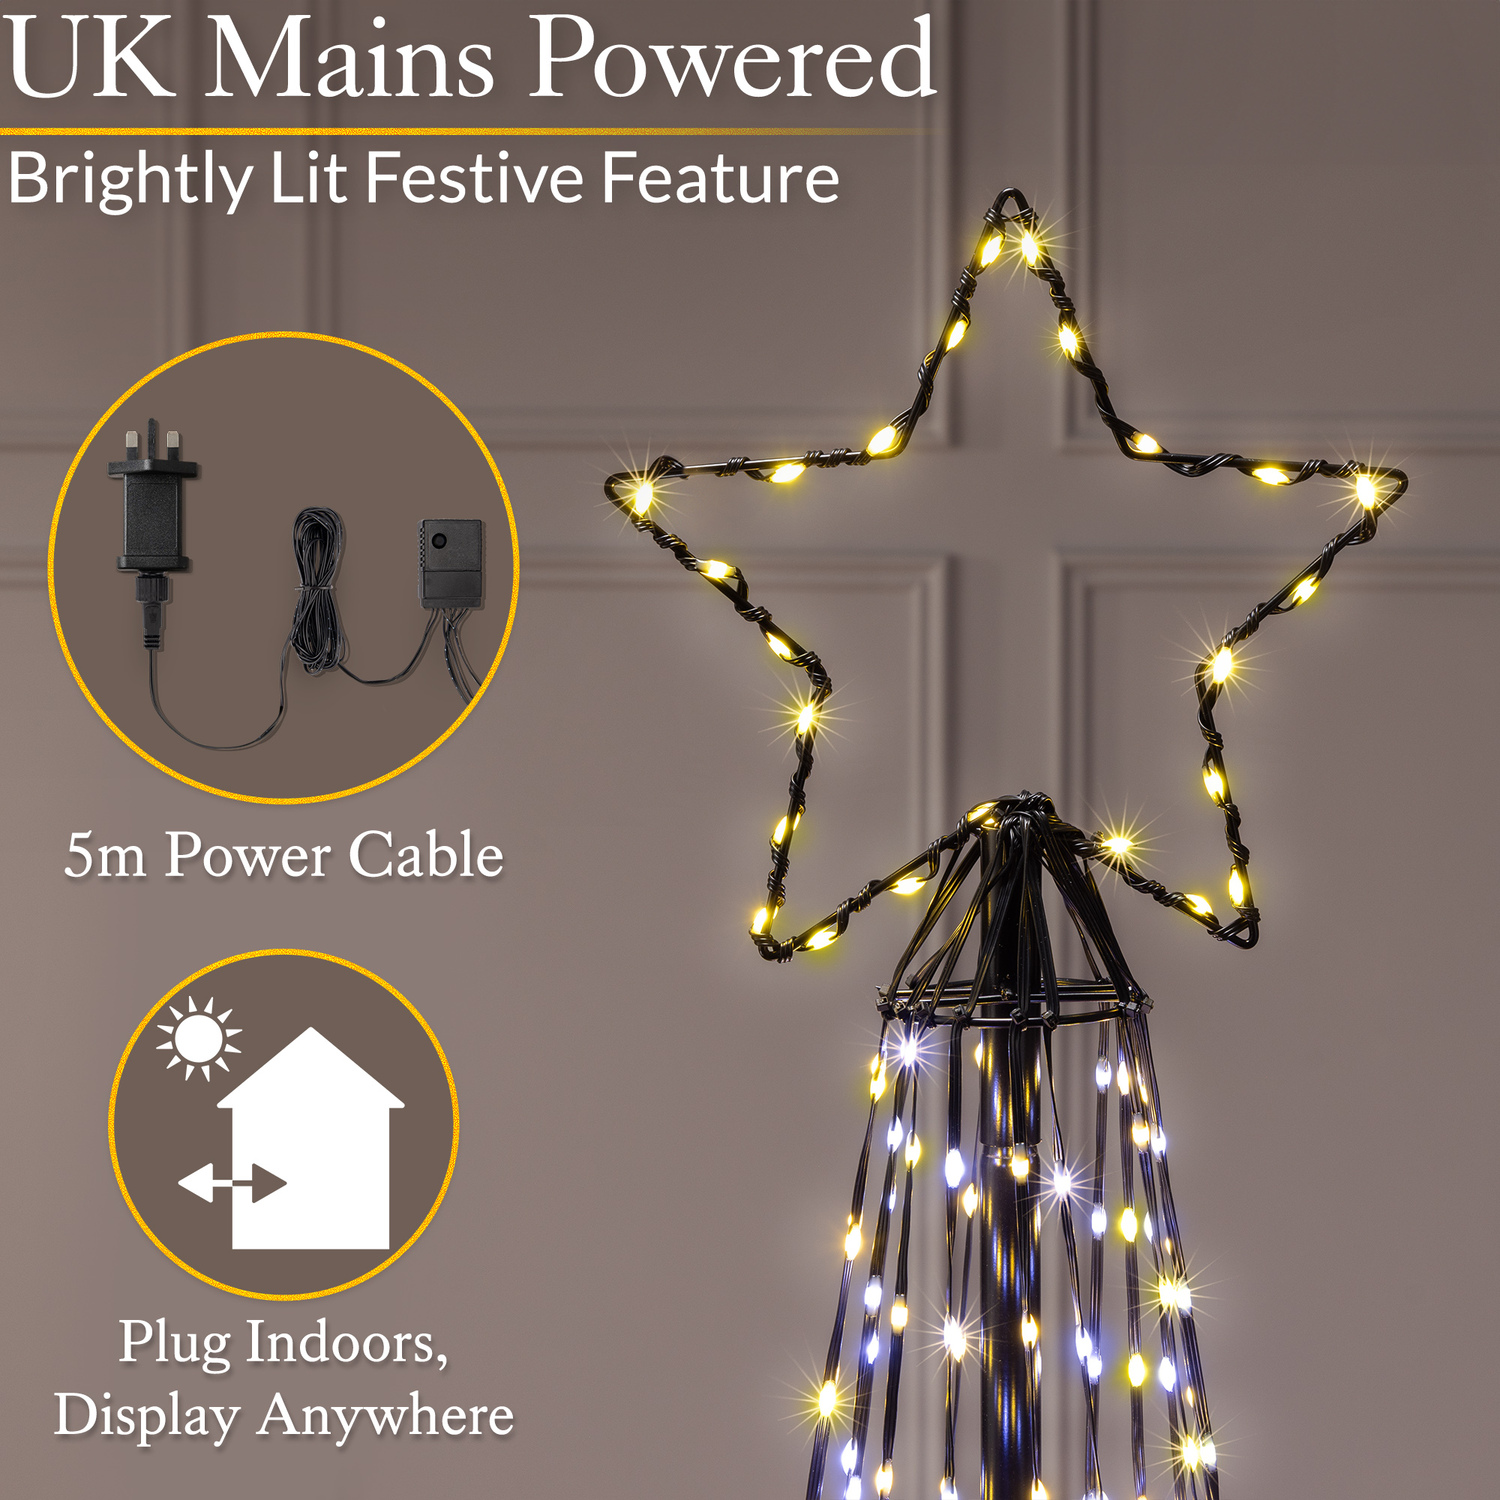 UK Mains Powered
Brightly Lit Festive Feature
5m Power Cable
Plug Indoors,
Display Anywhere